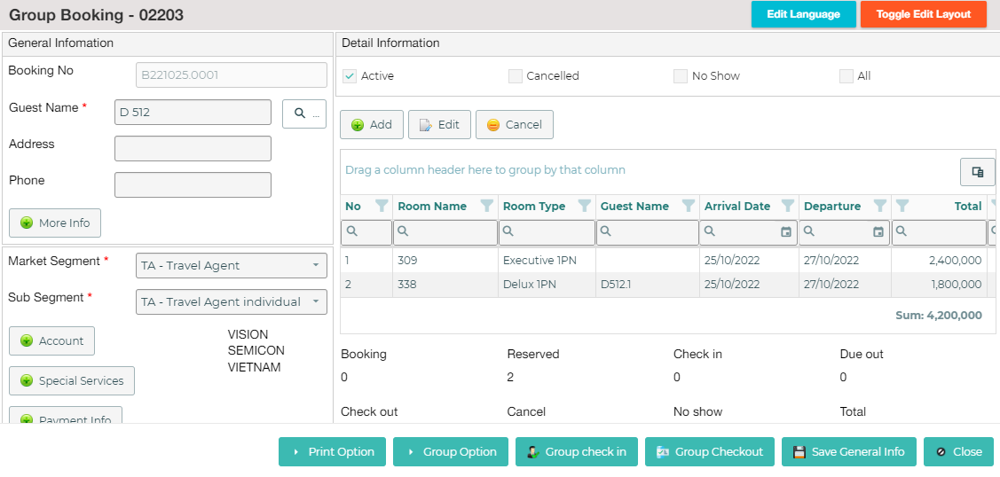 Group Booking - 02203
Edit Language
Toggle Edit Layout
General Infomation
Booking No
B221025.0001
Guest Name *
D 512
...
Address
Phone
More Info
Market Segment *
TA - Travel Agent
Sub Segment *
TA - Travel Agent individual
Account
VISION
SEMICON
VIETNAM
Special Services
Payment Info
Detail Information
Active
Cancelled
No Show
All
Add
Edit
Cancel
Drag a column header here to group by that column
No Room Name Room Type Guest Name Arrival Date Departure Total
1 309 Executive 1PN 25/10/2022 27/10/2022 2,400,000
2 338 Delux 1PN D512.1 25/10/2022 27/10/2022 1,800,000
Sum: 4,200,000
Booking Reserved Check in Due out
0 2 0 0
Check out Cancel No show Total
Print Option
Group Option
Group check in
Group Checkout
Save General Info
Close